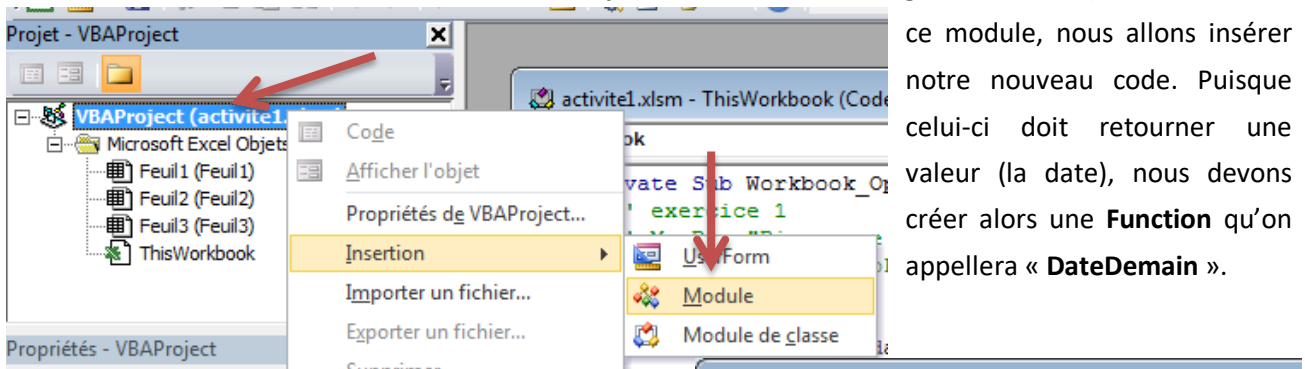 Projet - VBAProject
VBAProject (activite1.
Microsoft Excel Objets
Feuil1 (Feuil1)
Feuil2 (Feuil2)
Feuil3 (Feuil3)
ThisWorkbook
Propriétés - VBAProject
Code
Afficher l'objet
Propriétés de VBAProject...
Insertion
Importer un fichier...
Exporter un fichier...
activite1.xlsm - ThisWorkbook (Code
ok
vate Sub Workbook_Op
' exercice 1
UserForm
Module
Module de classe
ce module, nous allons insérer
notre nouveau code. Puisque
celui-ci doit retourner une
valeur (la date), nous devons
créer alors une Function qu'on
appellera « DateDemain ».